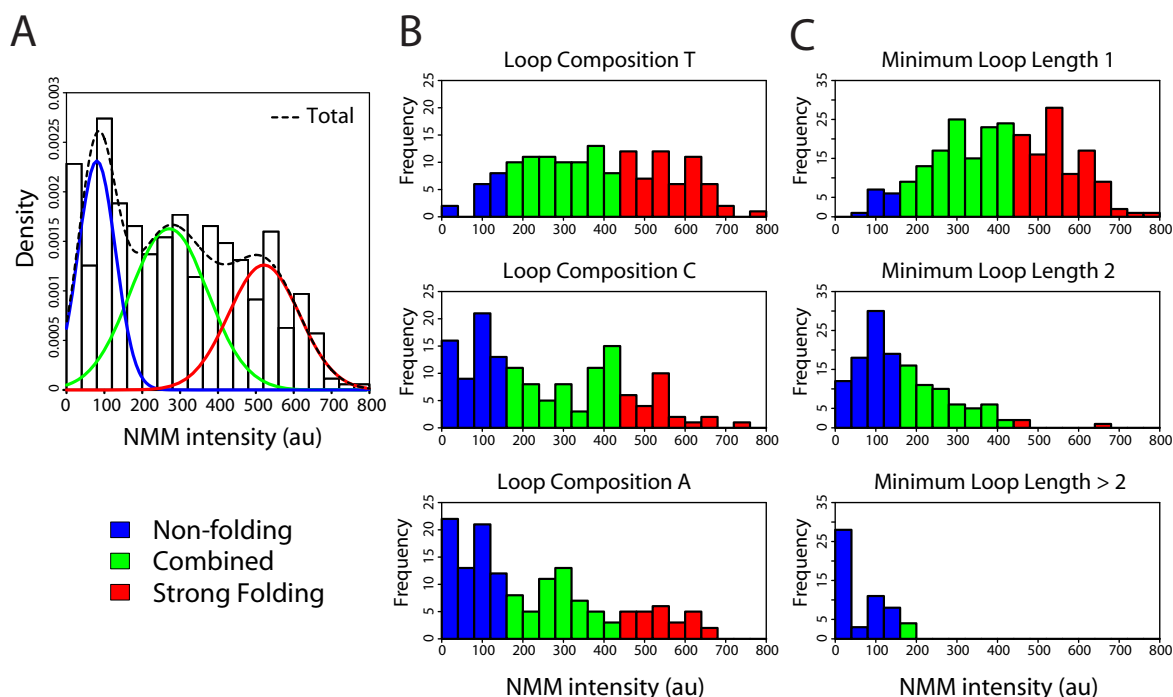 A
B
C
Density
0 0.0005 0.001 0.0015 0.002 0.0025 0.003
Total
0 100 200 300 400 500 600 700 800
NMM intensity (au)
Non-folding
Combined
Strong Folding
Loop Composition T
Frequency
0 5 10 15 20 25
0 100 200 300 400 500 600 700 800
Loop Composition C
Frequency
0 5 10 15 20 25
0 100 200 300 400 500 600 700 800
Loop Composition A
Frequency
0 5 10 15 20 25
0 100 200 300 400 500 600 700 800
NMM intensity (au)
Minimum Loop Length 1
Frequency
0 5 15 25 35
0 100 200 300 400 500 600 700 800
Minimum Loop Length 2
Frequency
0 5 15 25 35
0 100 200 300 400 500 600 700 800
Minimum Loop Length > 2
Frequency
0 5 15 25 35
0 100 200 300 400 500 600 700 800
NMM intensity (au)